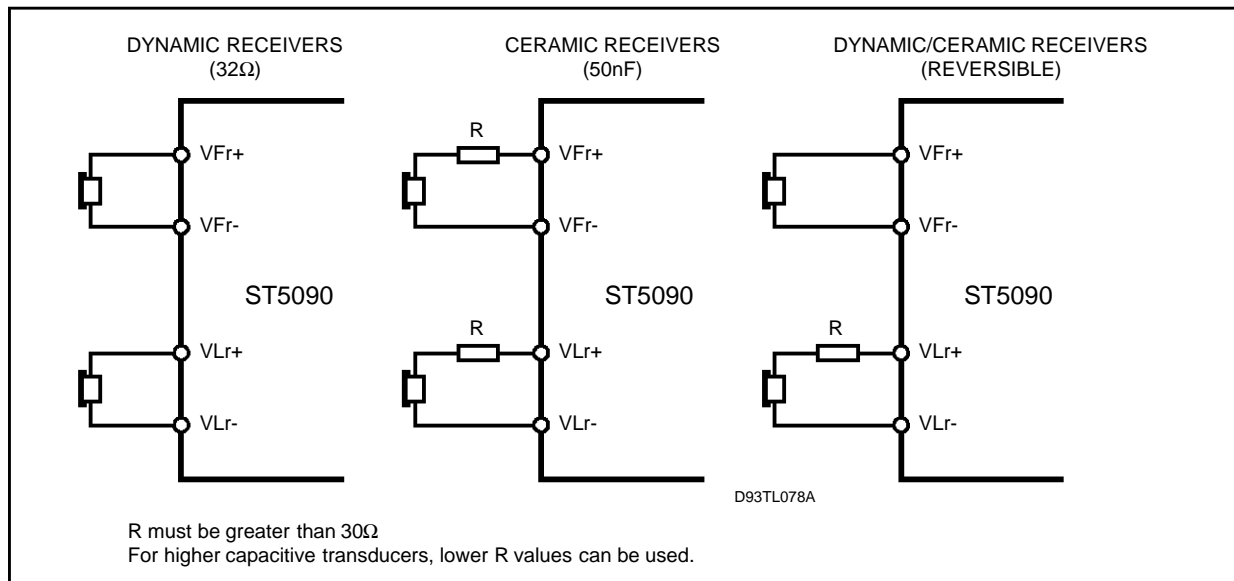 DYNAMIC RECEIVERS
(32Ω)
CERAMIC RECEIVERS
(50nF)
DYNAMIC/CERAMIC RECEIVERS
(REVERSIBLE)
VFr+
VFr-
ST5090
VLr+
VLr-
R
VFr+
VFr-
ST5090
R
VLr+
VLr-
VFr+
VFr-
ST5090
R
VLr+
VLr-
D93TL078A
R must be greater than 30Ω
For higher capacitive transducers, lower R values can be used.